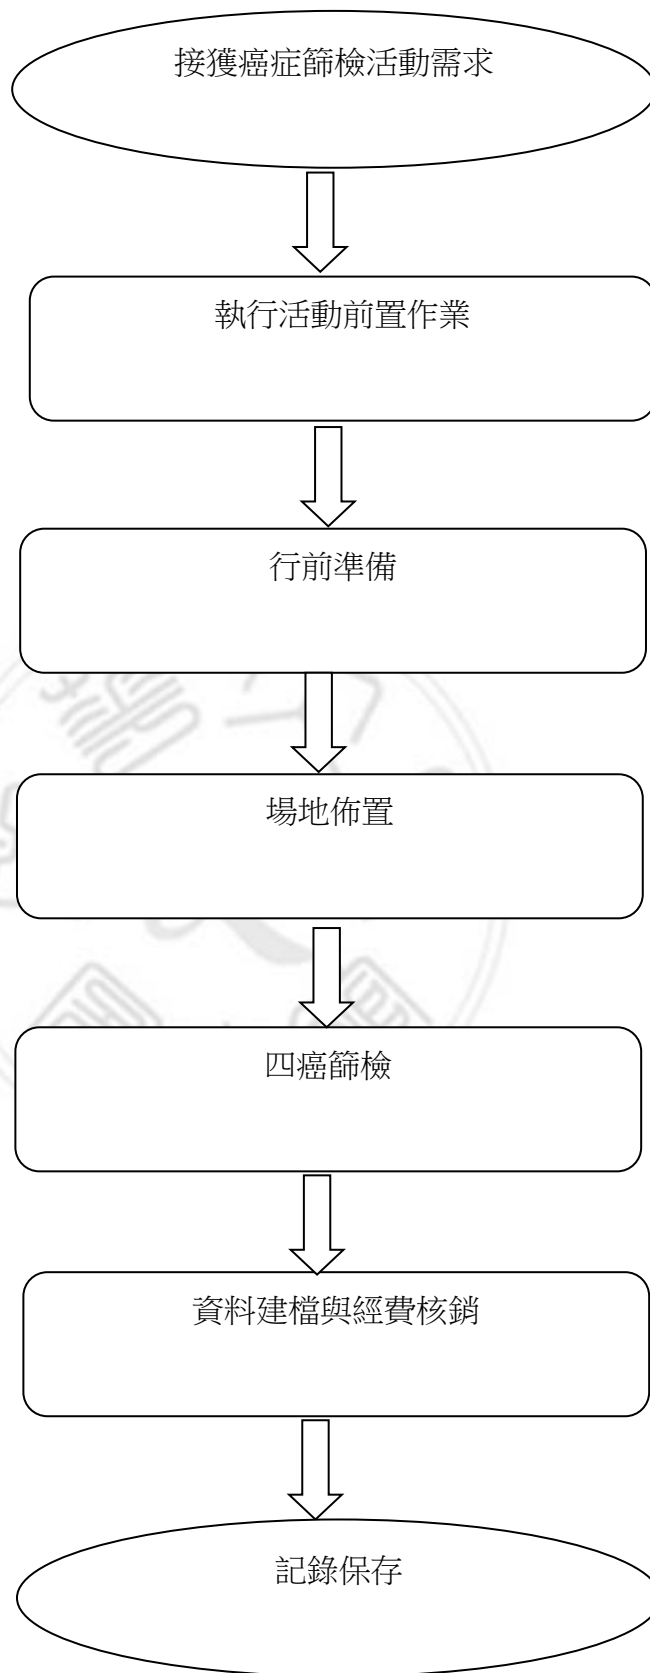 接獲癌症篩檢活動需求
執行活動前置作業
行前準備
場地佈置
四癌篩檢
資料建檔與經費核銷
記錄保存